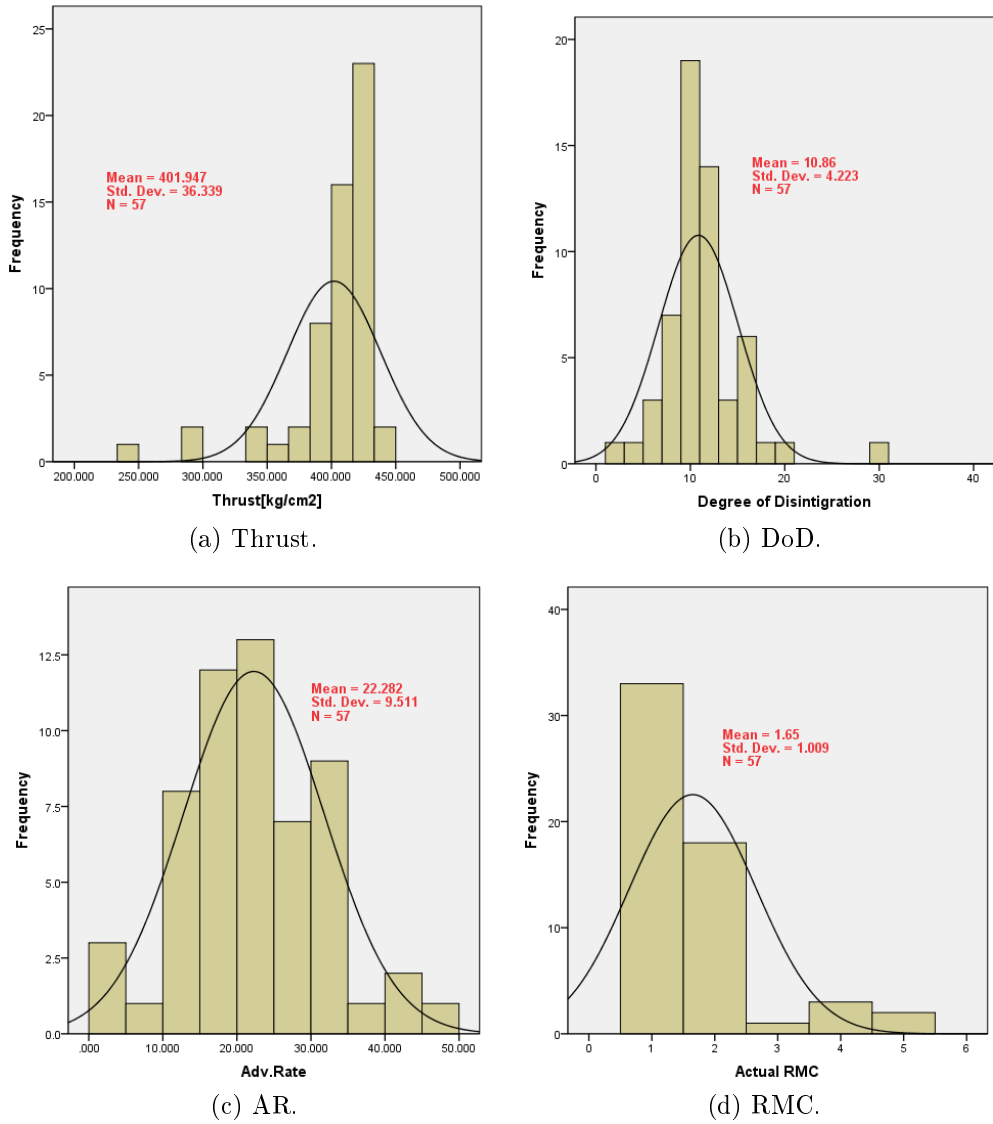 25
20
15
10
5
0
Frequency
Mean = 401.947
Std. Dev. = 36.339
N = 57
200.000 250.000 300.000 350.000 400.000 450.000 500.000
Thrust[kg/cm2]
(a) Thrust.
20
15
10
5
0
Frequency
Mean = 10.86
Std. Dev. = 4.223
N = 57
0 10 20 30 40
Degree of Disintigration
(b) DoD.
12.5
10.0
7.5
5.0
2.5
0.0
Frequency
Mean = 22.282
Std. Dev. = 9.511
N = 57
.000 10.000 20.000 30.000 40.000 50.000
Adv.Rate
(c) AR.
40
30
20
10
0
Frequency
Mean = 1.65
Std. Dev. = 1.009
N = 57
0 1 2 3 4 5 6
Actual RMC
(d) RMC.